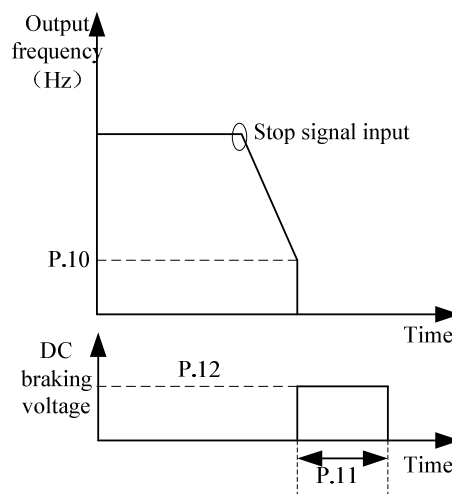 Output
frequency
（Hz）
Stop signal input
P.10
Time
DC
braking
voltage
P.12
Time
P.11